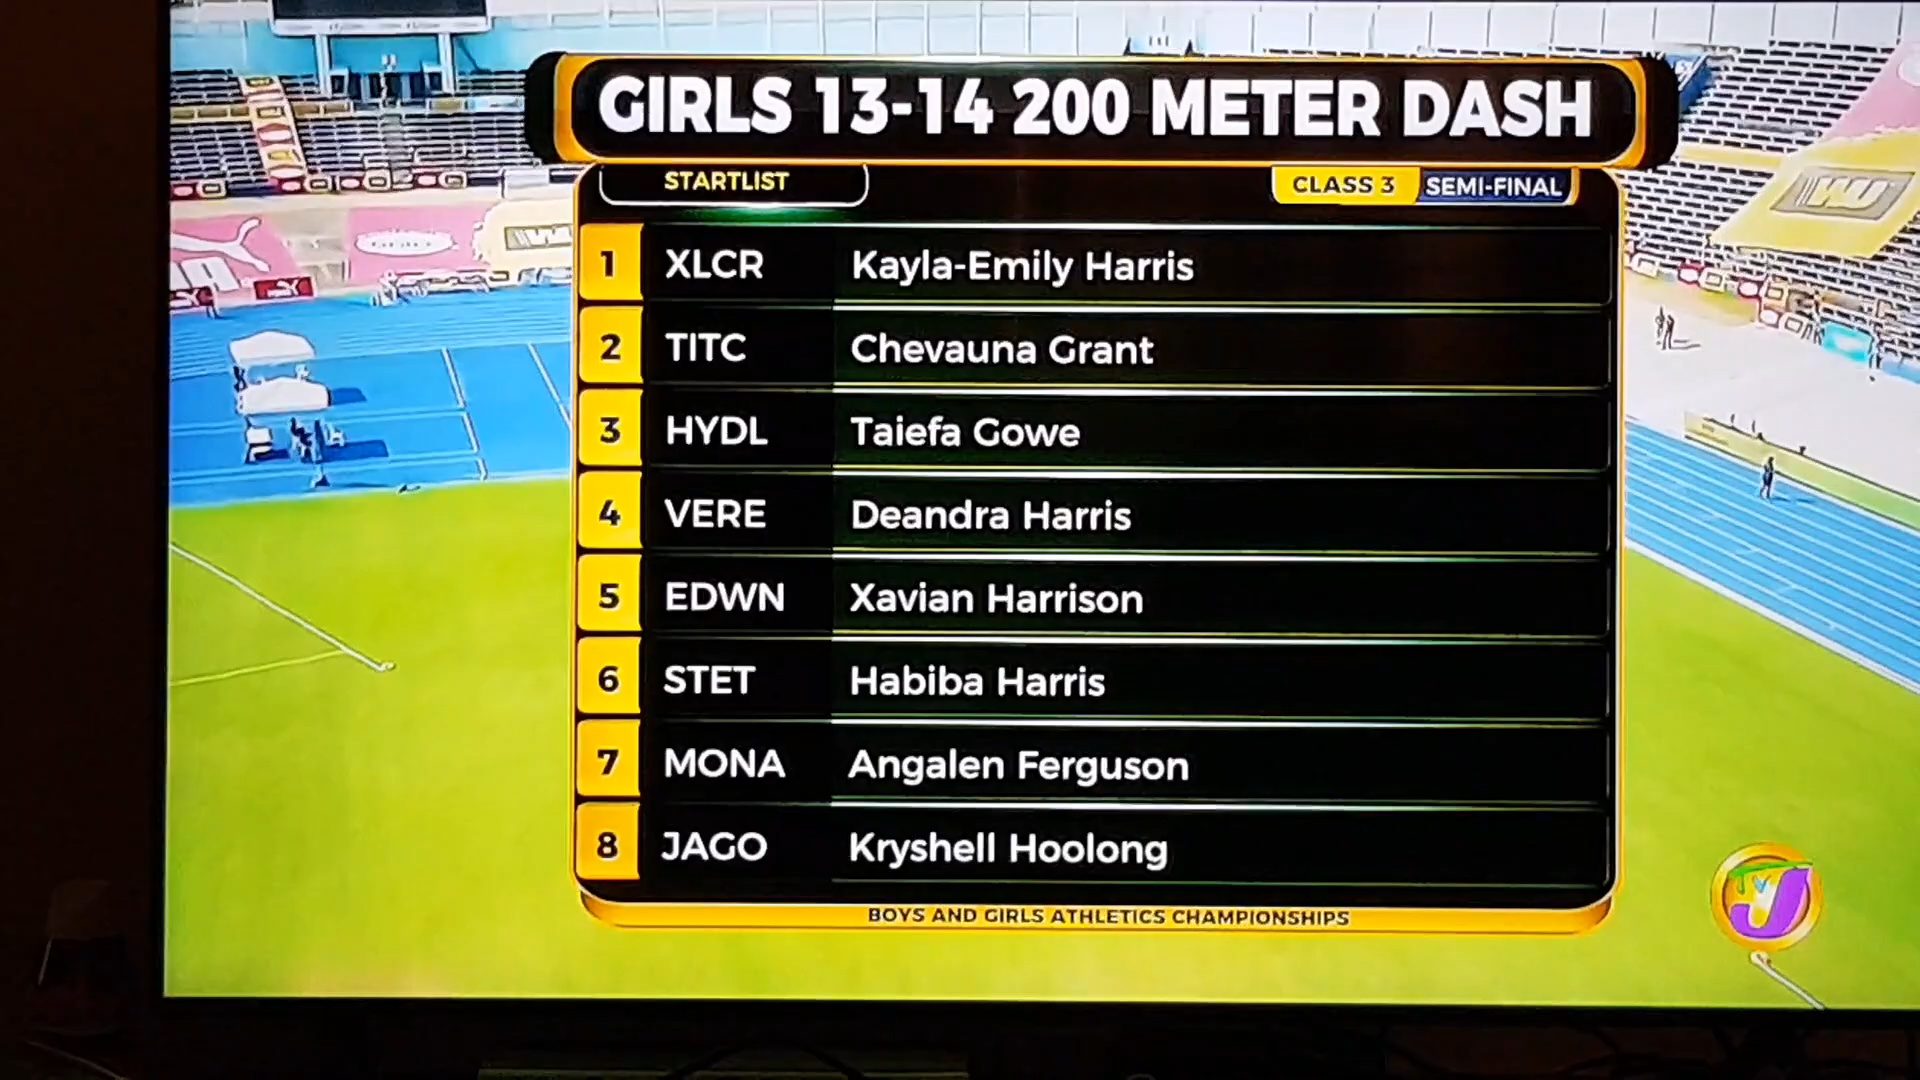 GIRLS 13-14 200 METER DASH
STARTLIST
CLASS 3 SEMI-FINAL
1 XLCR Kayla-Emily Harris
2 TITC Chevauna Grant
3 HYDL Taiefa Gowe
4 VERE Deandra Harris
5 EDWN Xavian Harrison
6 STET Habiba Harris
7 MONA Angalen Ferguson
8 JAGO Kryshell Hoolong
BOYS AND GIRLS ATHLETICS CHAMPIONSHIPS
TVJ